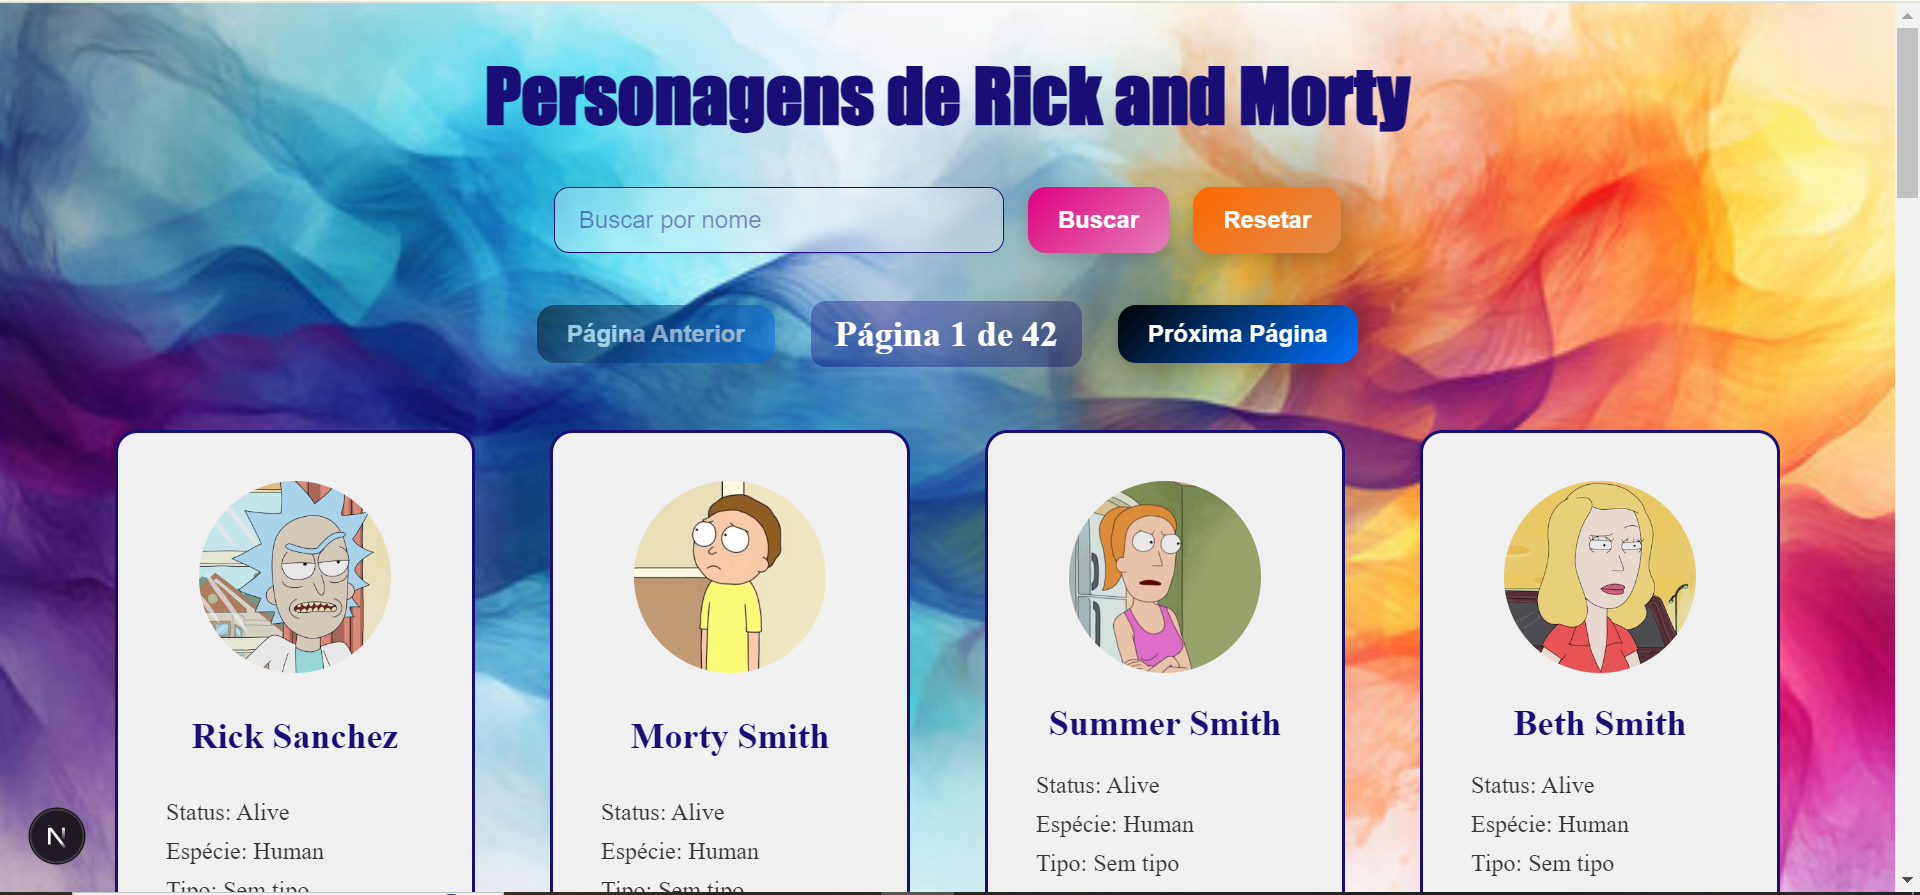 Personagens de Rick and Morty
Buscar por nome
Buscar
Resetar
Página Anterior
Página 1 de 42
Próxima Página
Rick Sanchez
Status: Alive
Espécie: Human
Tipo: Sem tipo
Morty Smith
Status: Alive
Espécie: Human
Tipo: Sem tipo
Summer Smith
Status: Alive
Espécie: Human
Tipo: Sem tipo
Beth Smith
Status: Alive
Espécie: Human
Tipo: Sem tipo
N